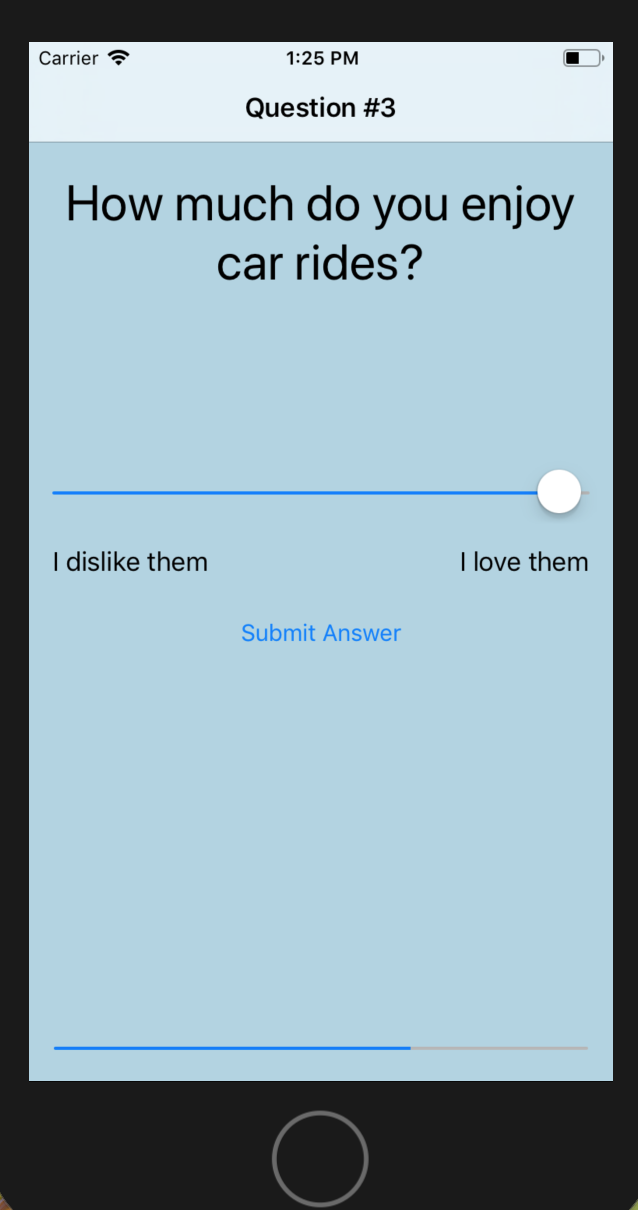 Carrier 1:25 PM
Question #3
How much do you enjoy
car rides?
I dislike them I love them
Submit Answer